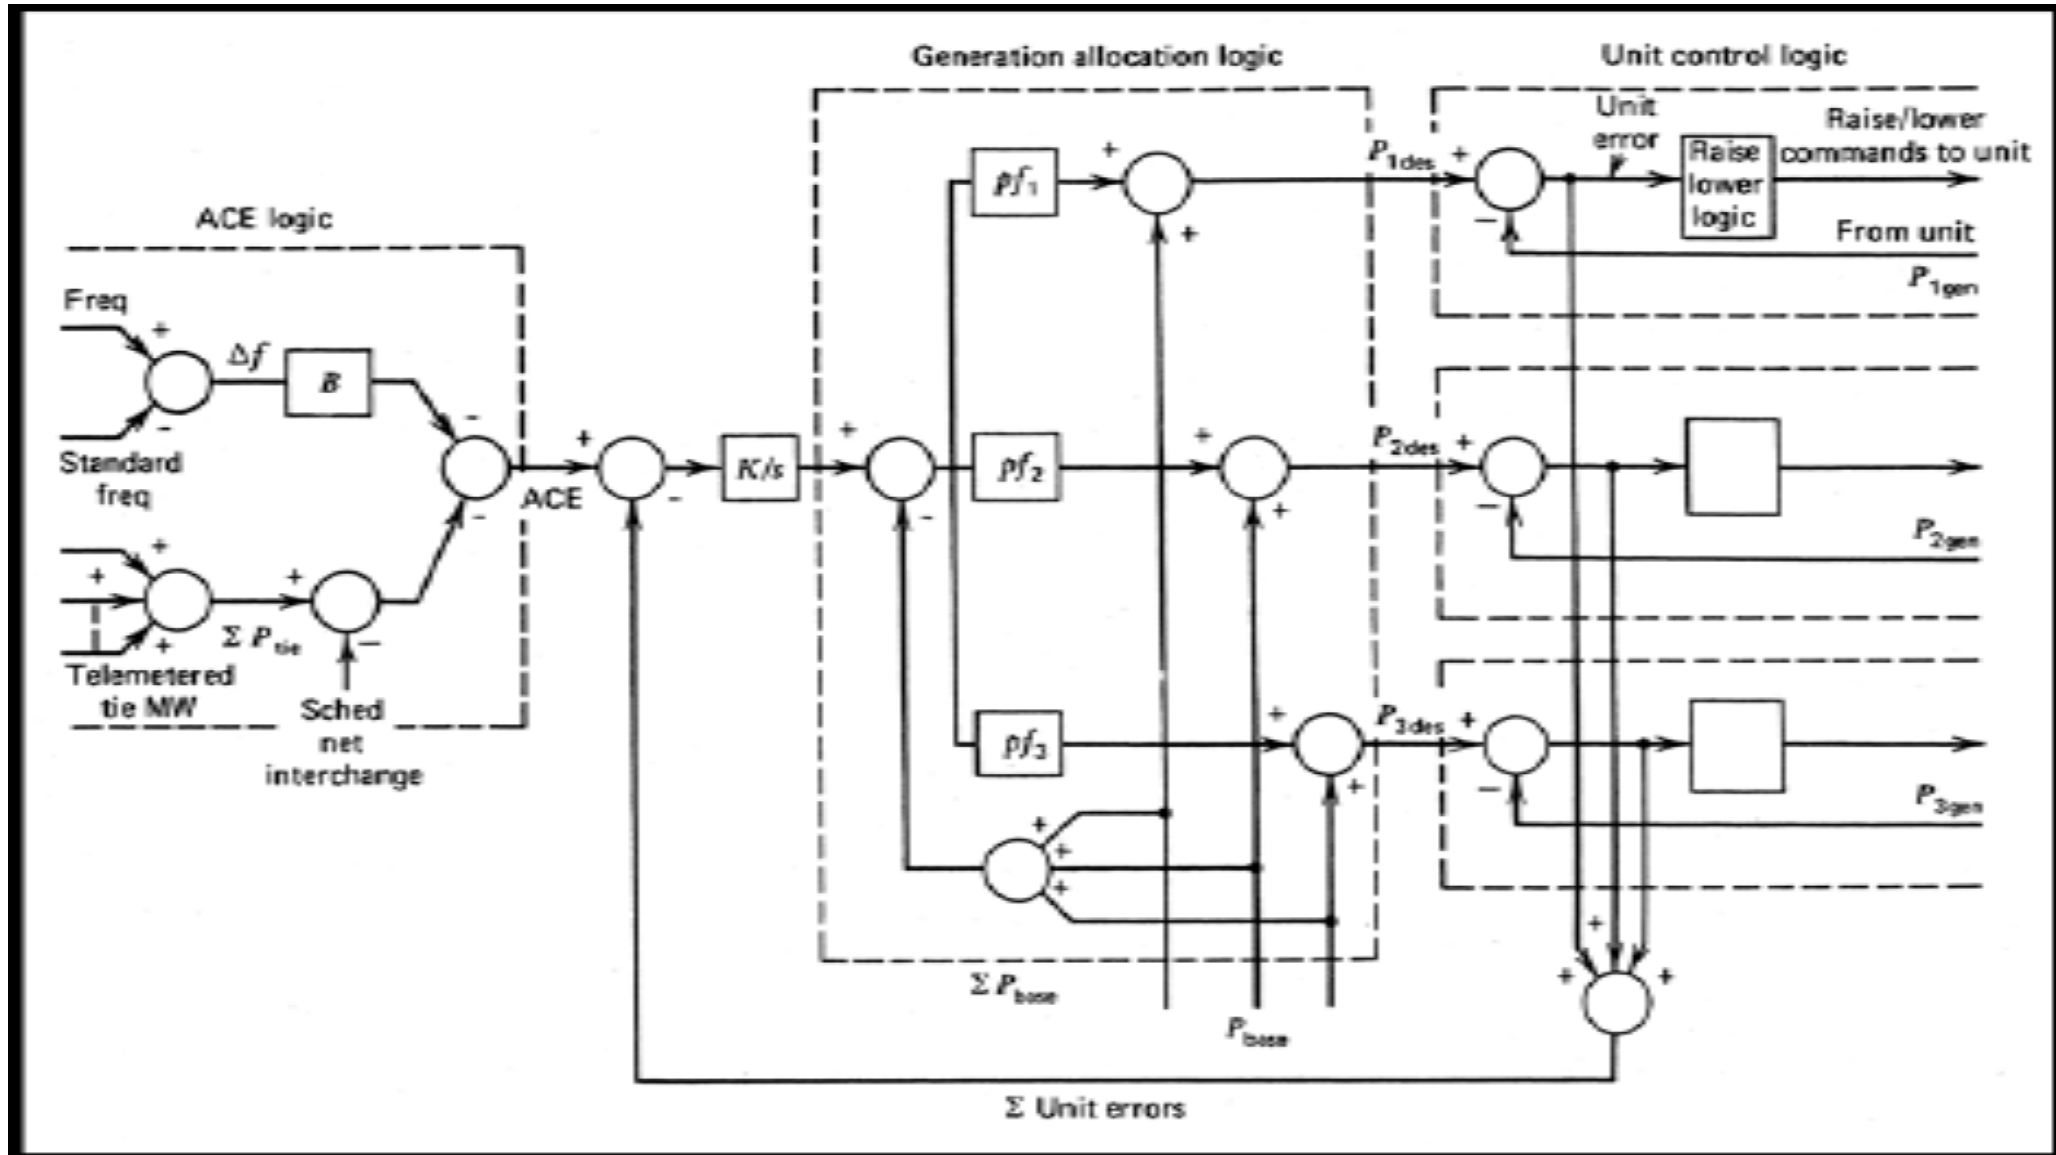 Generation allocation logic
Unit control logic
Unit
error
Raise/lower
commands to unit
P1des
+
+
+
pf1
Raise
lower
logic
−
From unit
P1gen
ACE logic
Freq
+
Δf
B
-
-
Standard
freq
-
ACE
+
-
K/s
+
-
pf2
+
+
P2des
+
−
P2gen
+
+
+
Σ Ptie
+
−
Telemetered
tie MW
Sched
net
interchange
pf3
+
+
P3des
+
−
P3gen
+
+
+
Σ Pbase
Pbase
+
+
+
Σ Unit errors